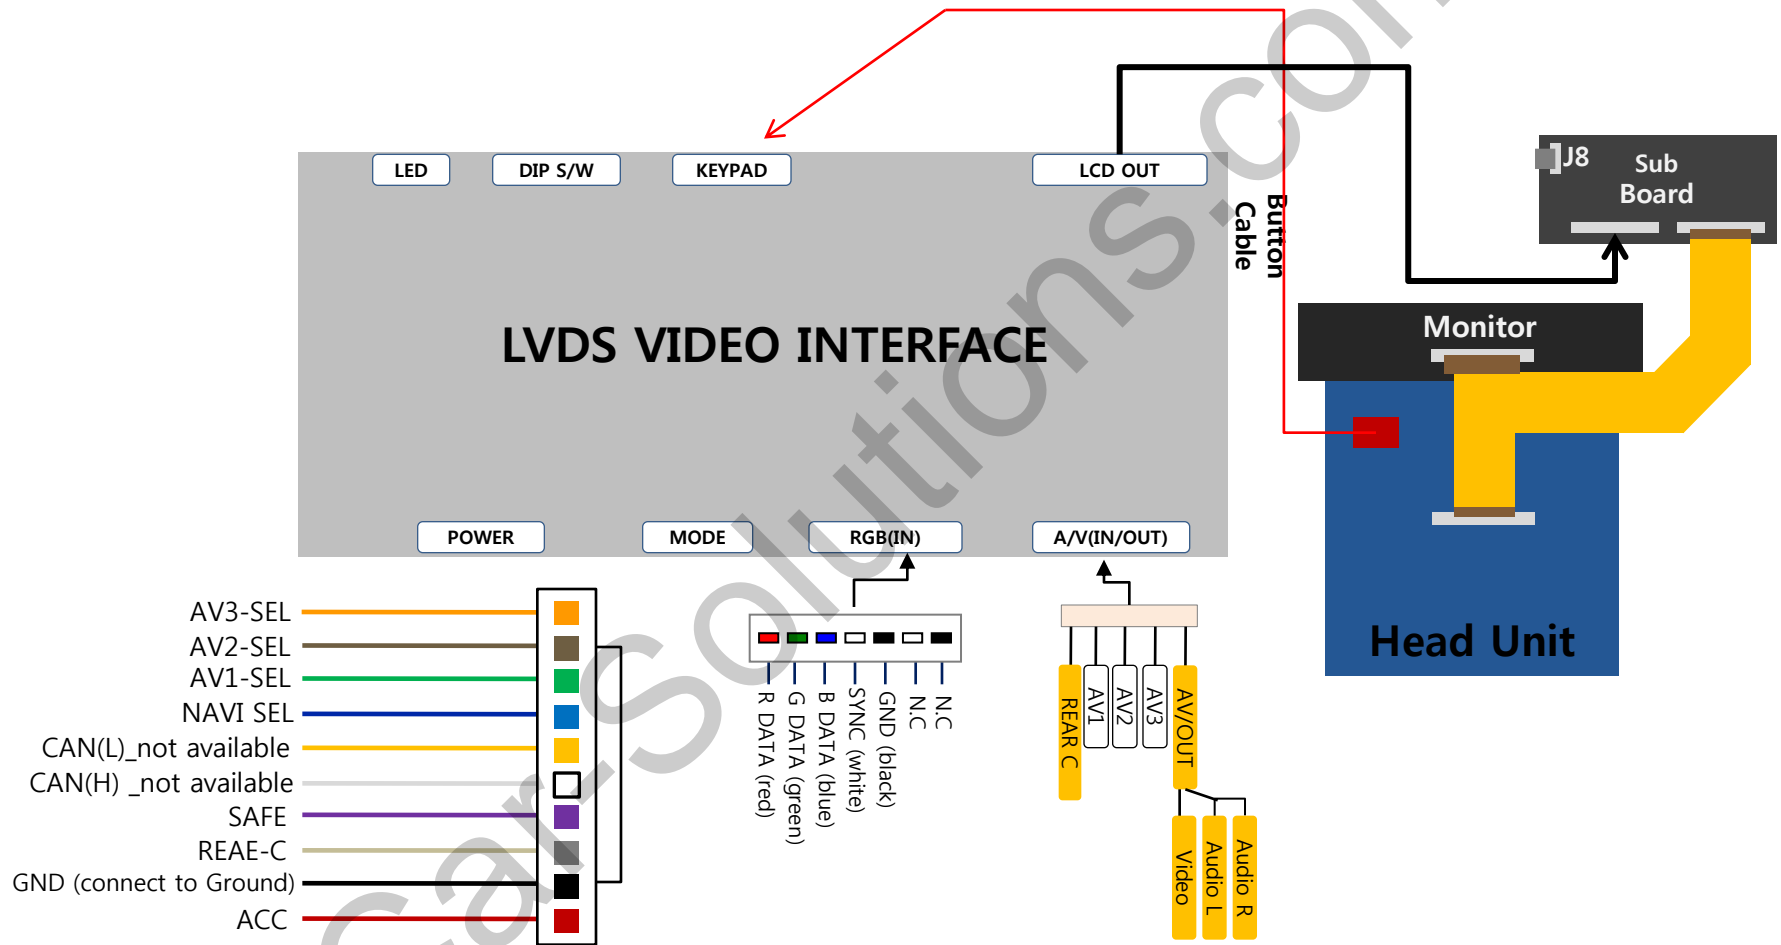 LED
DIP S/W
KEYPAD
LCD OUT
J8
Sub
Board
Button
Cable
Monitor
LVDS VIDEO INTERFACE
POWER
MODE
RGB(IN)
A/V(IN/OUT)
Head Unit
AV3-SEL
AV2-SEL
AV1-SEL
NAVI SEL
CAN(L)_not available
CAN(H) _not available
SAFE
REAE-C
GND (connect to Ground)
ACC
R DATA (red)
G DATA (green)
B DATA (blue)
SYNC (white)
GND (black)
N.C
N.C
REAR C
AV1
AV2
AV3
AV/OUT
Video
Audio L
Audio R
Car-Solutions.com